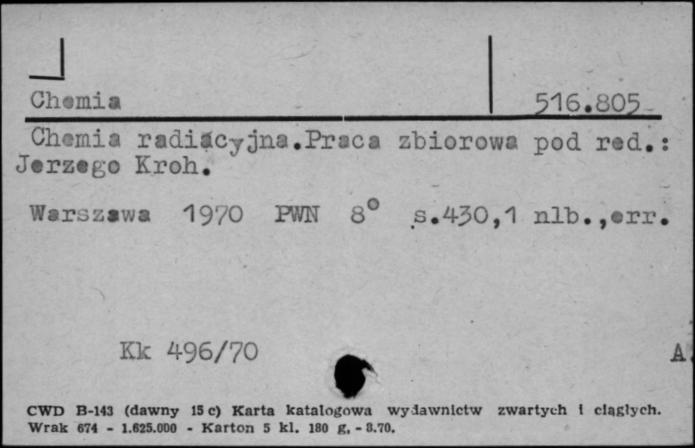 Chemia 516.805
Chemia radiacyjna.Praca zbiorowa pod red.:
Jerzego Kroh.
Warszawa 1970 PWN 8° s.430,1 nlb.,err.
Kk 496/70 A.
CWD B-143 (dawny 15 c) Karta katalogowa wydawnictw zwartych i ciągłych.
Wrak 674 - 1.625.000 - Karton 5 kl. 180 g. - 8.70.